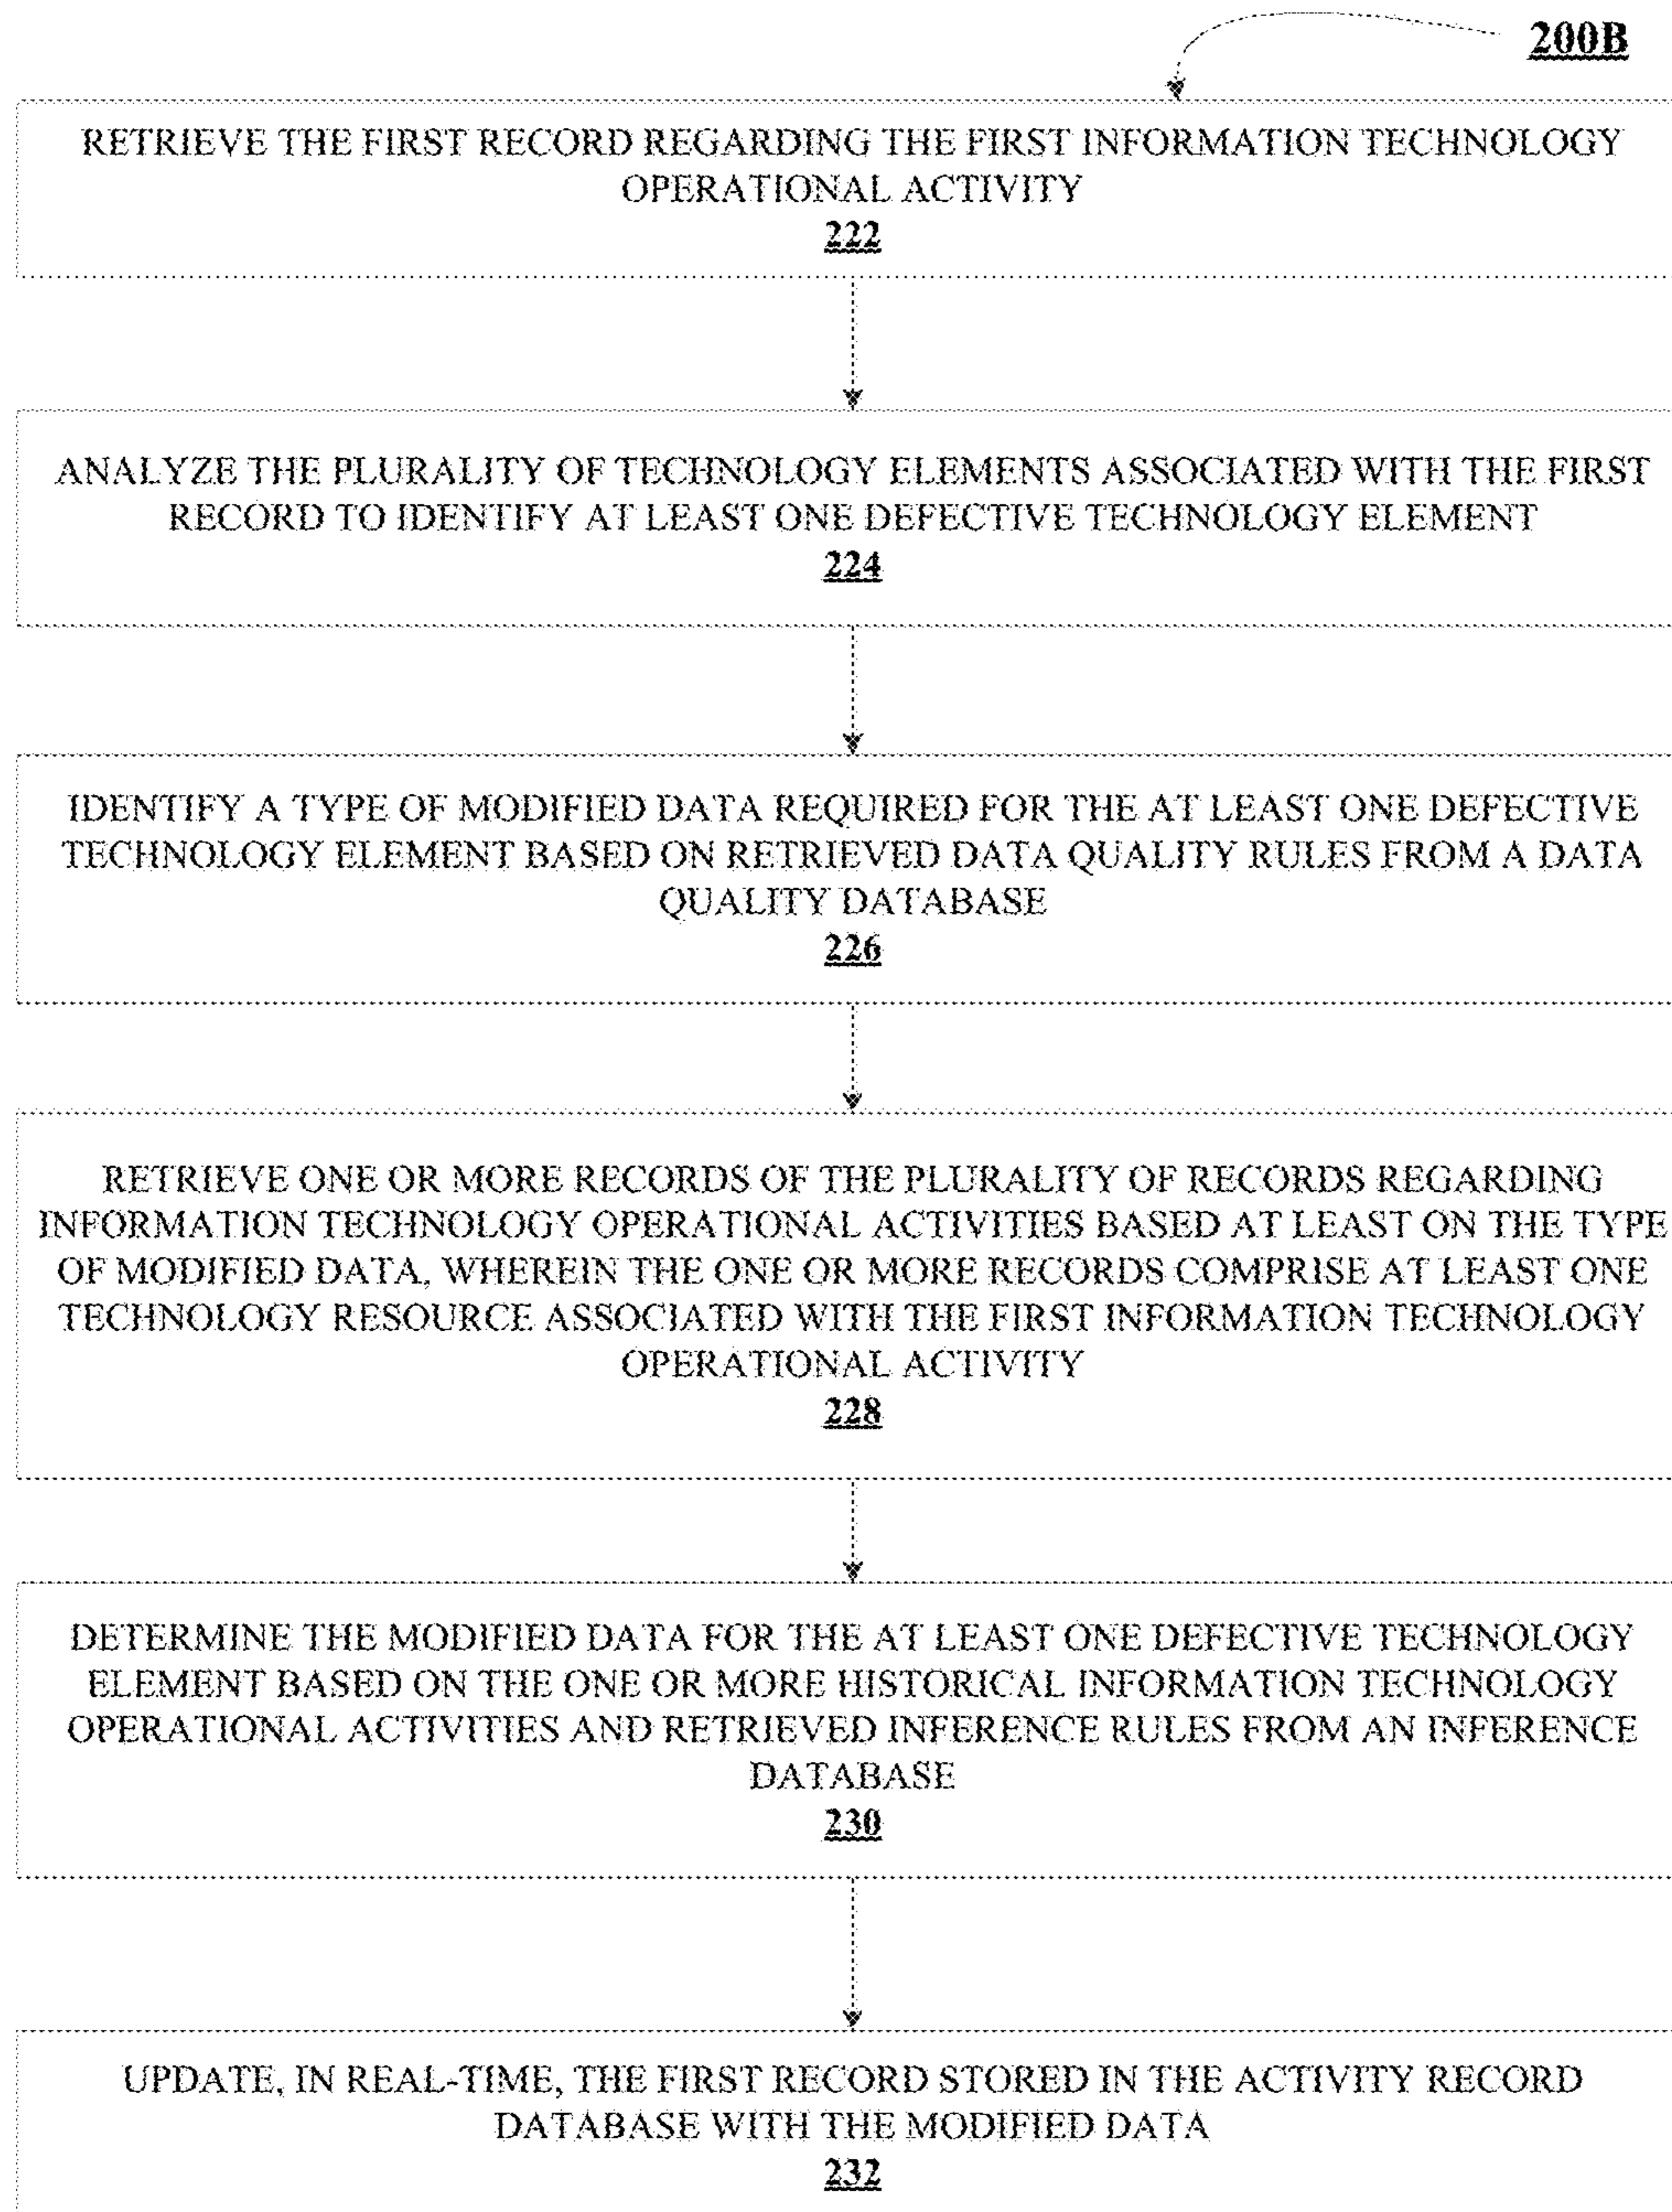 200B
RETRIEVE THE FIRST RECORD REGARDING THE FIRST INFORMATION TECHNOLOGY
OPERATIONAL ACTIVITY
222
ANALYZE THE PLURALITY OF TECHNOLOGY ELEMENTS ASSOCIATED WITH THE FIRST
RECORD TO IDENTIFY AT LEAST ONE DEFECTIVE TECHNOLOGY ELEMENT
224
IDENTIFY A TYPE OF MODIFIED DATA REQUIRED FOR THE AT LEAST ONE DEFECTIVE
TECHNOLOGY ELEMENT BASED ON RETRIEVED DATA QUALITY RULES FROM A DATA
QUALITY DATABASE
226
RETRIEVE ONE OR MORE RECORDS OF THE PLURALITY OF RECORDS REGARDING
INFORMATION TECHNOLOGY OPERATIONAL ACTIVITIES BASED AT LEAST ON THE TYPE
OF MODIFIED DATA, WHEREIN THE ONE OR MORE RECORDS COMPRISE AT LEAST ONE
TECHNOLOGY RESOURCE ASSOCIATED WITH THE FIRST INFORMATION TECHNOLOGY
OPERATIONAL ACTIVITY
228
DETERMINE THE MODIFIED DATA FOR THE AT LEAST ONE DEFECTIVE TECHNOLOGY
ELEMENT BASED ON THE ONE OR MORE HISTORICAL INFORMATION TECHNOLOGY
OPERATIONAL ACTIVITIES AND RETRIEVED INFERENCE RULES FROM AN INFERENCE
DATABASE
230
UPDATE, IN REAL-TIME, THE FIRST RECORD STORED IN THE ACTIVITY RECORD
DATABASE WITH THE MODIFIED DATA
232